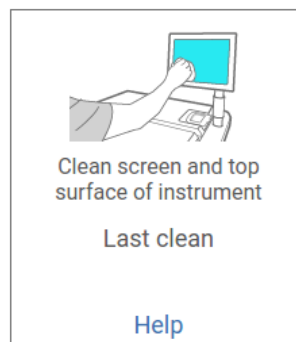 Clean screen and top
surface of instrument
Last clean
Help